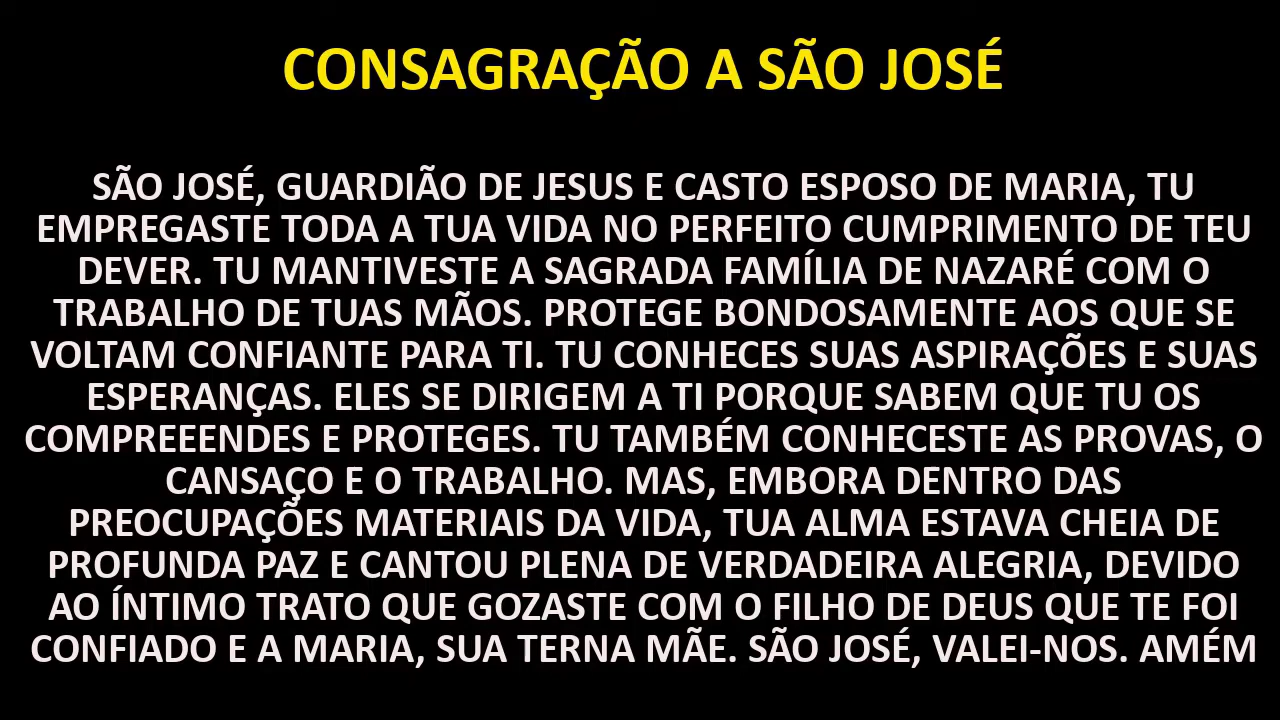 CONSAGRAÇÃO A SÃO JOSÉ
SÃO JOSÉ, GUARDIÃO DE JESUS E CASTO ESPOSO DE MARIA, TU
EMPREGASTE TODA A TUA VIDA NO PERFEITO CUMPRIMENTO DE TEU
DEVER. TU MANTIVESTE A SAGRADA FAMÍLIA DE NAZARÉ COM O
TRABALHO DE TUAS MÃOS. PROTEGE BONDOSAMENTE AOS QUE SE
VOLTAM CONFIANTE PARA TI. TU CONHECES SUAS ASPIRAÇÕES E SUAS
ESPERANÇAS. ELES SE DIRIGEM A TI PORQUE SABEM QUE TU OS
COMPREEENDES E PROTEGES. TU TAMBÉM CONHECESTE AS PROVAS, O
CANSAÇO E O TRABALHO. MAS, EMBORA DENTRO DAS
PREOCUPAÇÕES MATERIAIS DA VIDA, TUA ALMA ESTAVA CHEIA DE
PROFUNDA PAZ E CANTOU PLENA DE VERDADEIRA ALEGRIA, DEVIDO
AO ÍNTIMO TRATO QUE GOZASTE COM O FILHO DE DEUS QUE TE FOI
CONFIADO E A MARIA, SUA TERNA MÃE. SÃO JOSÉ, VALEI-NOS. AMÉM